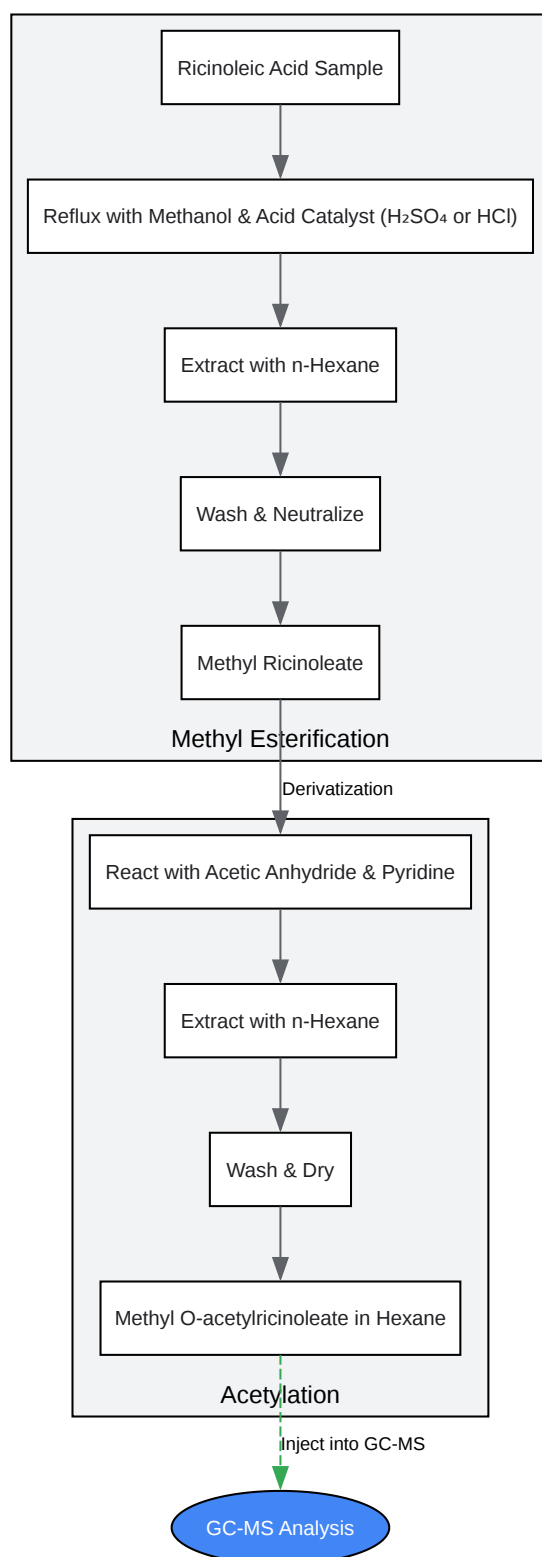 Ricinoleic Acid Sample
Reflux with Methanol & Acid Catalyst (H₂SO₄ or HCl)
Extract with n-Hexane
Wash & Neutralize
Methyl Ricinoleate
Methyl Esterification
Derivatization
React with Acetic Anhydride & Pyridine
Extract with n-Hexane
Wash & Dry
Methyl O-acetylricinoleate in Hexane
Acetylation
Inject into GC-MS
GC-MS Analysis